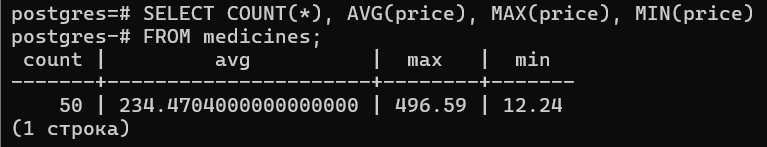 postgres=# SELECT COUNT(*), AVG(price), MAX(price), MIN(price)
postgres-# FROM medicines;
 count |         avg          |  max   |  min
-------+----------------------+--------+-------
    50 | 234.4704000000000000 | 496.59 | 12.24
(1 строка)